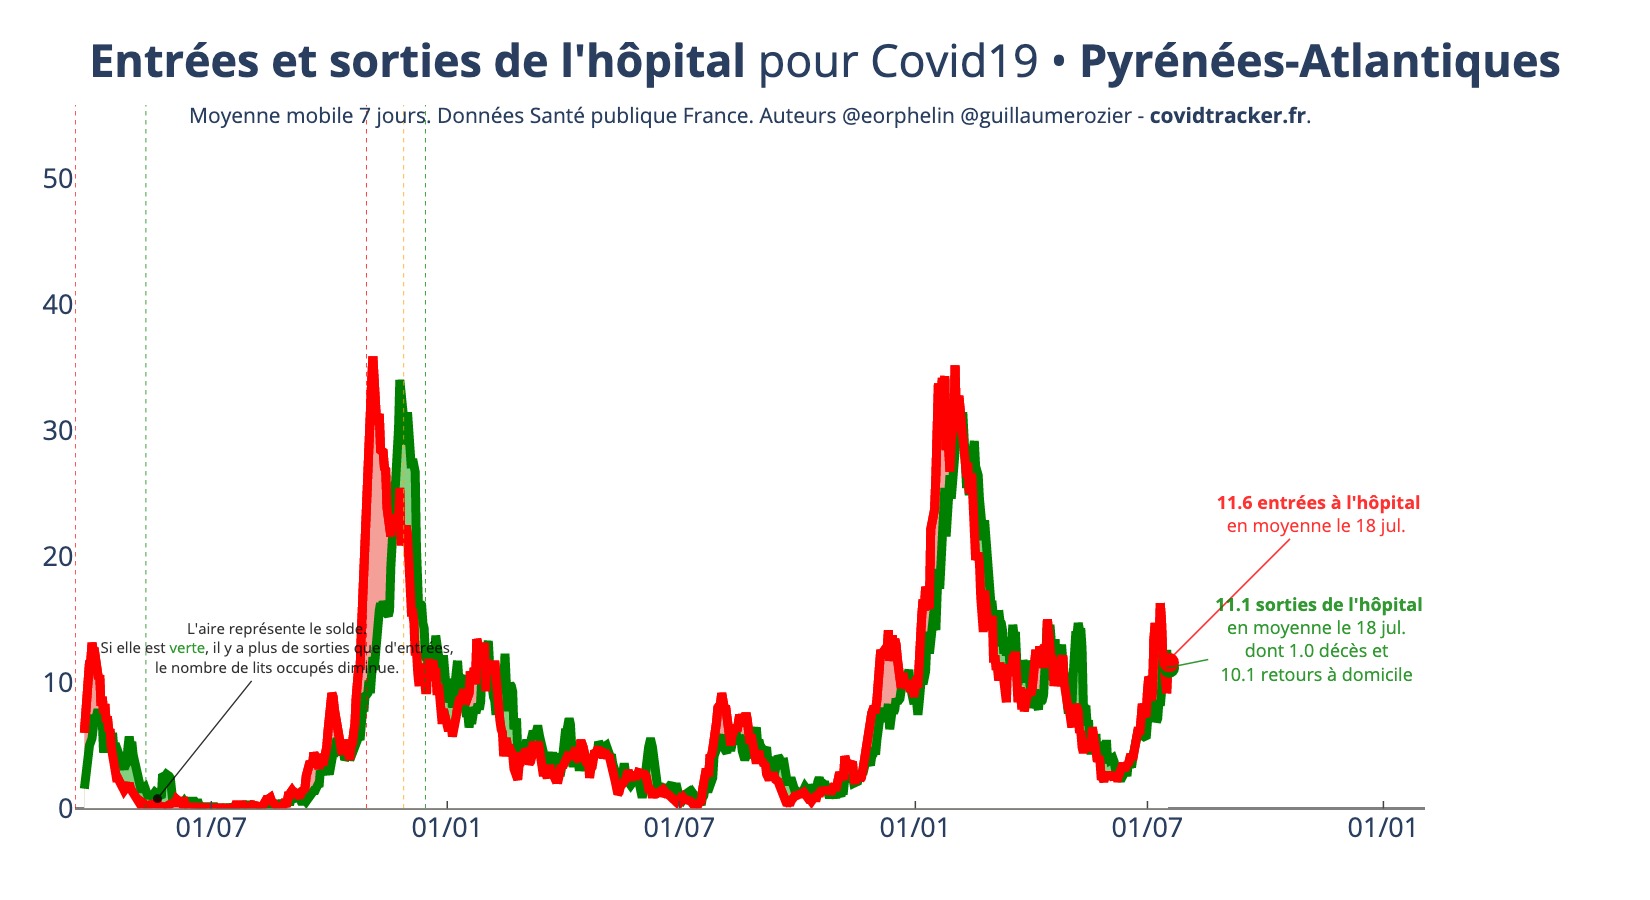 Entrées et sorties de l'hôpital pour Covid19 • Pyrénées-Atlantiques
Moyenne mobile 7 jours. Données Santé publique France. Auteurs @eorphelin @guillaumerozier - covidtracker.fr.
50
40
30
20
10
0
11.6 entrées à l'hôpital
en moyenne le 18 jul.
11.1 sorties de l'hôpital
en moyenne le 18 jul.
dont 1.0 décès et
10.1 retours à domicile
L'aire représente le solde.
Si elle est verte, il y a plus de sorties que d'entrées,
le nombre de lits occupés diminue.
01/07
01/01
01/07
01/01
01/07
01/01